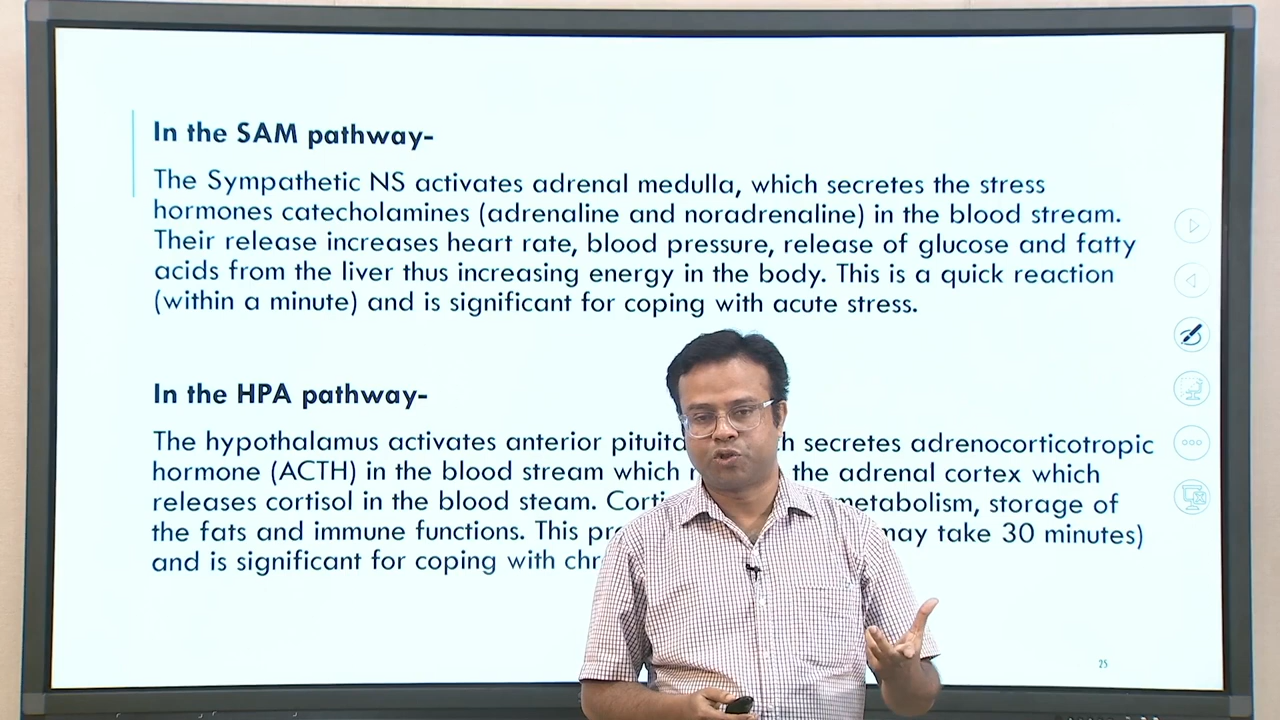 In the SAM pathway-
The Sympathetic NS activates adrenal medulla, which secretes the stress
hormones catecholamines (adrenaline and noradrenaline) in the blood stream.
Their release increases heart rate, blood pressure, release of glucose and fatty
acids from the liver thus increasing energy in the body. This is a quick reaction
(within a minute) and is significant for coping with acute stress.
In the HPA pathway-
The hypothalamus activates anterior secretes adrenocorticotropic
hormone (ACTH) in the blood stream which the adrenal cortex which
releases cortisol in the blood steam. metabolism, storage of
the fats and immune functions. This may take 30 minutes)
and is significant for coping with
25